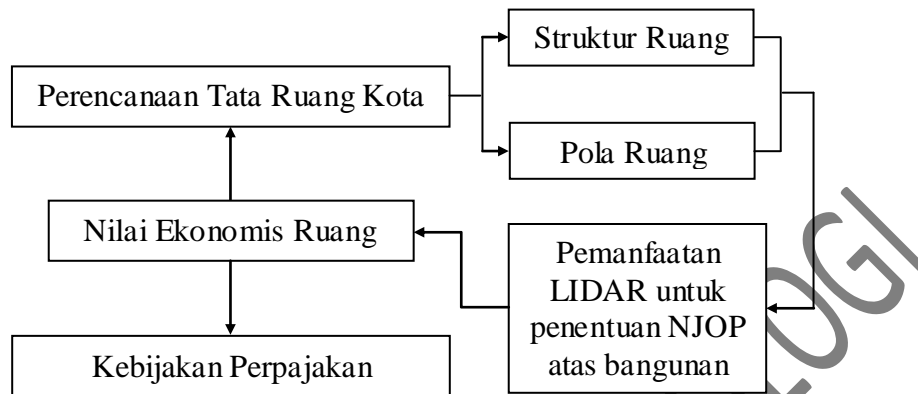 Struktur Ruang
Perencanaan Tata Ruang Kota
Pola Ruang
Nilai Ekonomis Ruang
Pemanfaatan
LIDAR untuk
penentuan NJOP
atas bangunan
Kebijakan Perpajakan